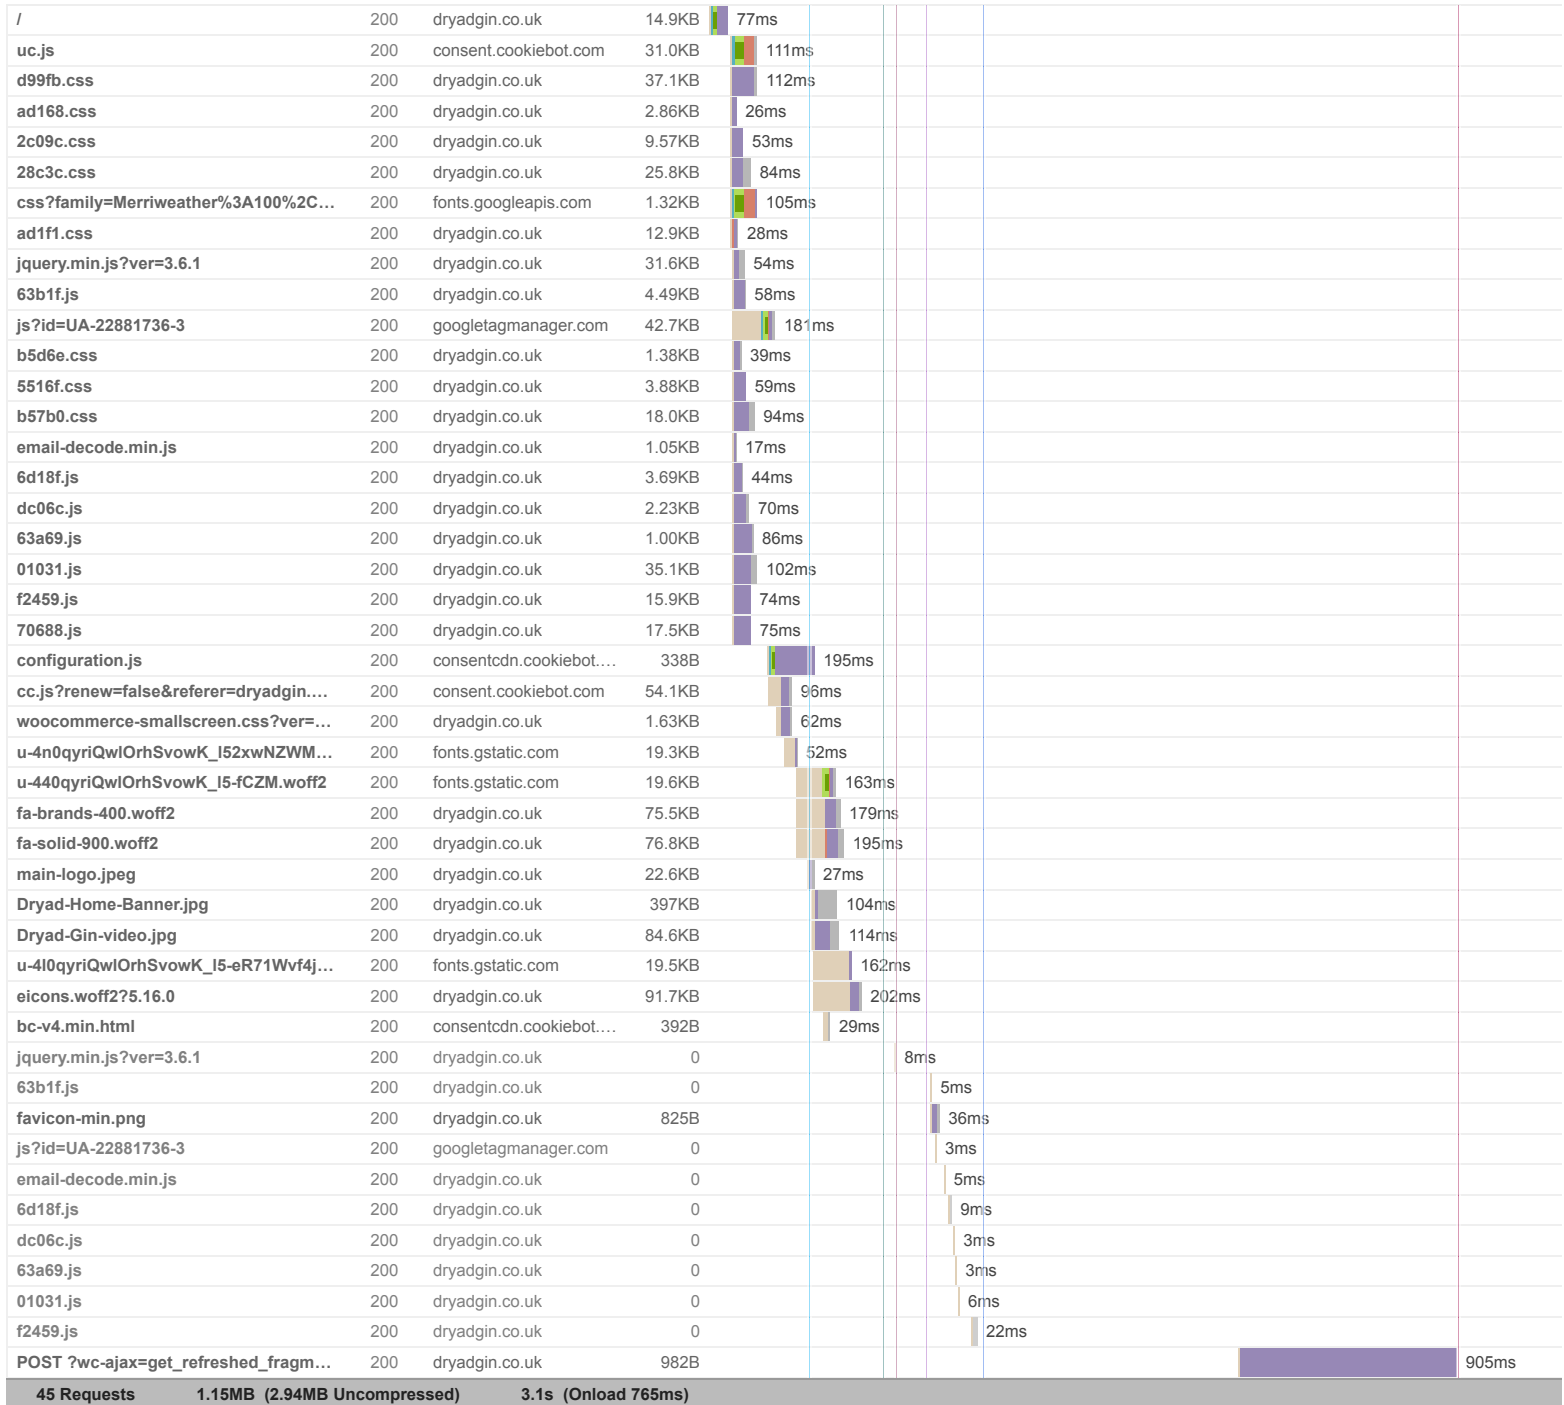 / 200 dryadgin.co.uk 14.9KB 77ms
uc.js 200 consent.cookiebot.com 31.0KB 111ms
d99fb.css 200 dryadgin.co.uk 37.1KB 112ms
ad168.css 200 dryadgin.co.uk 2.86KB 26ms
2c09c.css 200 dryadgin.co.uk 9.57KB 53ms
28c3c.css 200 dryadgin.co.uk 25.8KB 84ms
css?family=Merriweather%3A100%2C… 200 fonts.googleapis.com 1.32KB 105ms
ad1f1.css 200 dryadgin.co.uk 12.9KB 28ms
jquery.min.js?ver=3.6.1 200 dryadgin.co.uk 31.6KB 54ms
63b1f.js 200 dryadgin.co.uk 4.49KB 58ms
js?id=UA-22881736-3 200 googletagmanager.com 42.7KB 181ms
b5d6e.css 200 dryadgin.co.uk 1.38KB 39ms
5516f.css 200 dryadgin.co.uk 3.88KB 59ms
b57b0.css 200 dryadgin.co.uk 18.0KB 94ms
email-decode.min.js 200 dryadgin.co.uk 1.05KB 17ms
6d18f.js 200 dryadgin.co.uk 3.69KB 44ms
dc06c.js 200 dryadgin.co.uk 2.23KB 70ms
63a69.js 200 dryadgin.co.uk 1.00KB 86ms
01031.js 200 dryadgin.co.uk 35.1KB 102ms
f2459.js 200 dryadgin.co.uk 15.9KB 74ms
70688.js 200 dryadgin.co.uk 17.5KB 75ms
configuration.js 200 consentcdn.cookiebot.… 338B 195ms
cc.js?renew=false&referer=dryadgin.… 200 consent.cookiebot.com 54.1KB 96ms
woocommerce-smallscreen.css?ver=… 200 dryadgin.co.uk 1.63KB 62ms
u-4n0qyriQwlOrhSvowK_l52xwNZWM… 200 fonts.gstatic.com 19.3KB 52ms
u-440qyriQwlOrhSvowK_l5-fCZM.woff2 200 fonts.gstatic.com 19.6KB 163ms
fa-brands-400.woff2 200 dryadgin.co.uk 75.5KB 179ms
fa-solid-900.woff2 200 dryadgin.co.uk 76.8KB 195ms
main-logo.jpeg 200 dryadgin.co.uk 22.6KB 27ms
Dryad-Home-Banner.jpg 200 dryadgin.co.uk 397KB 104ms
Dryad-Gin-video.jpg 200 dryadgin.co.uk 84.6KB 114ms
u-4l0qyriQwlOrhSvowK_l5-eR71Wvf4j… 200 fonts.gstatic.com 19.5KB 162ms
eicons.woff2?5.16.0 200 dryadgin.co.uk 91.7KB 202ms
bc-v4.min.html 200 consentcdn.cookiebot.… 392B 29ms
jquery.min.js?ver=3.6.1 200 dryadgin.co.uk 0 8ms
63b1f.js 200 dryadgin.co.uk 0 5ms
favicon-min.png 200 dryadgin.co.uk 825B 36ms
js?id=UA-22881736-3 200 googletagmanager.com 0 3ms
email-decode.min.js 200 dryadgin.co.uk 0 5ms
6d18f.js 200 dryadgin.co.uk 0 9ms
dc06c.js 200 dryadgin.co.uk 0 3ms
63a69.js 200 dryadgin.co.uk 0 3ms
01031.js 200 dryadgin.co.uk 0 6ms
f2459.js 200 dryadgin.co.uk 0 22ms
POST ?wc-ajax=get_refreshed_fragm… 200 dryadgin.co.uk 982B 905ms
45 Requests 1.15MB (2.94MB Uncompressed) 3.1s (Onload 765ms)